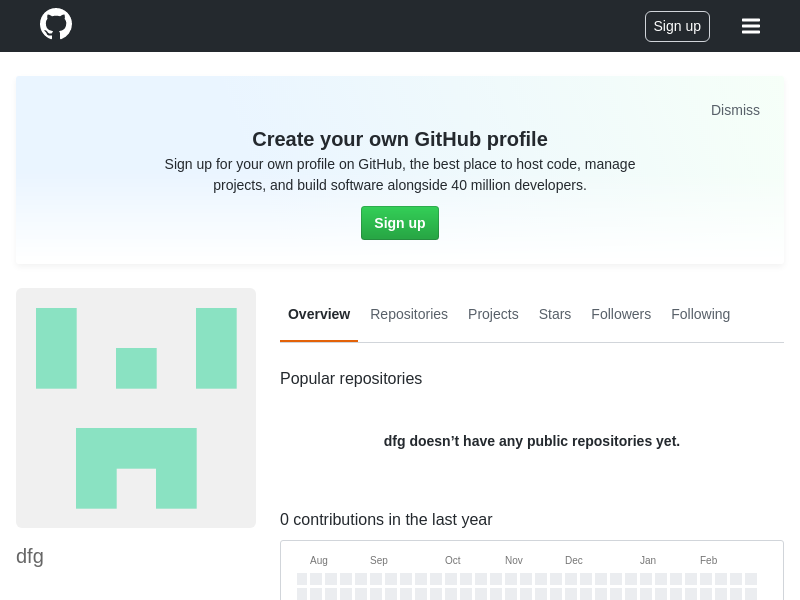 Sign up
Dismiss
Create your own GitHub profile
Sign up for your own profile on GitHub, the best place to host code, manage
projects, and build software alongside 40 million developers.
Sign up
Overview Repositories Projects Stars Followers Following
Popular repositories
dfg doesn’t have any public repositories yet.
0 contributions in the last year
dfg
Aug Sep Oct Nov Dec Jan Feb